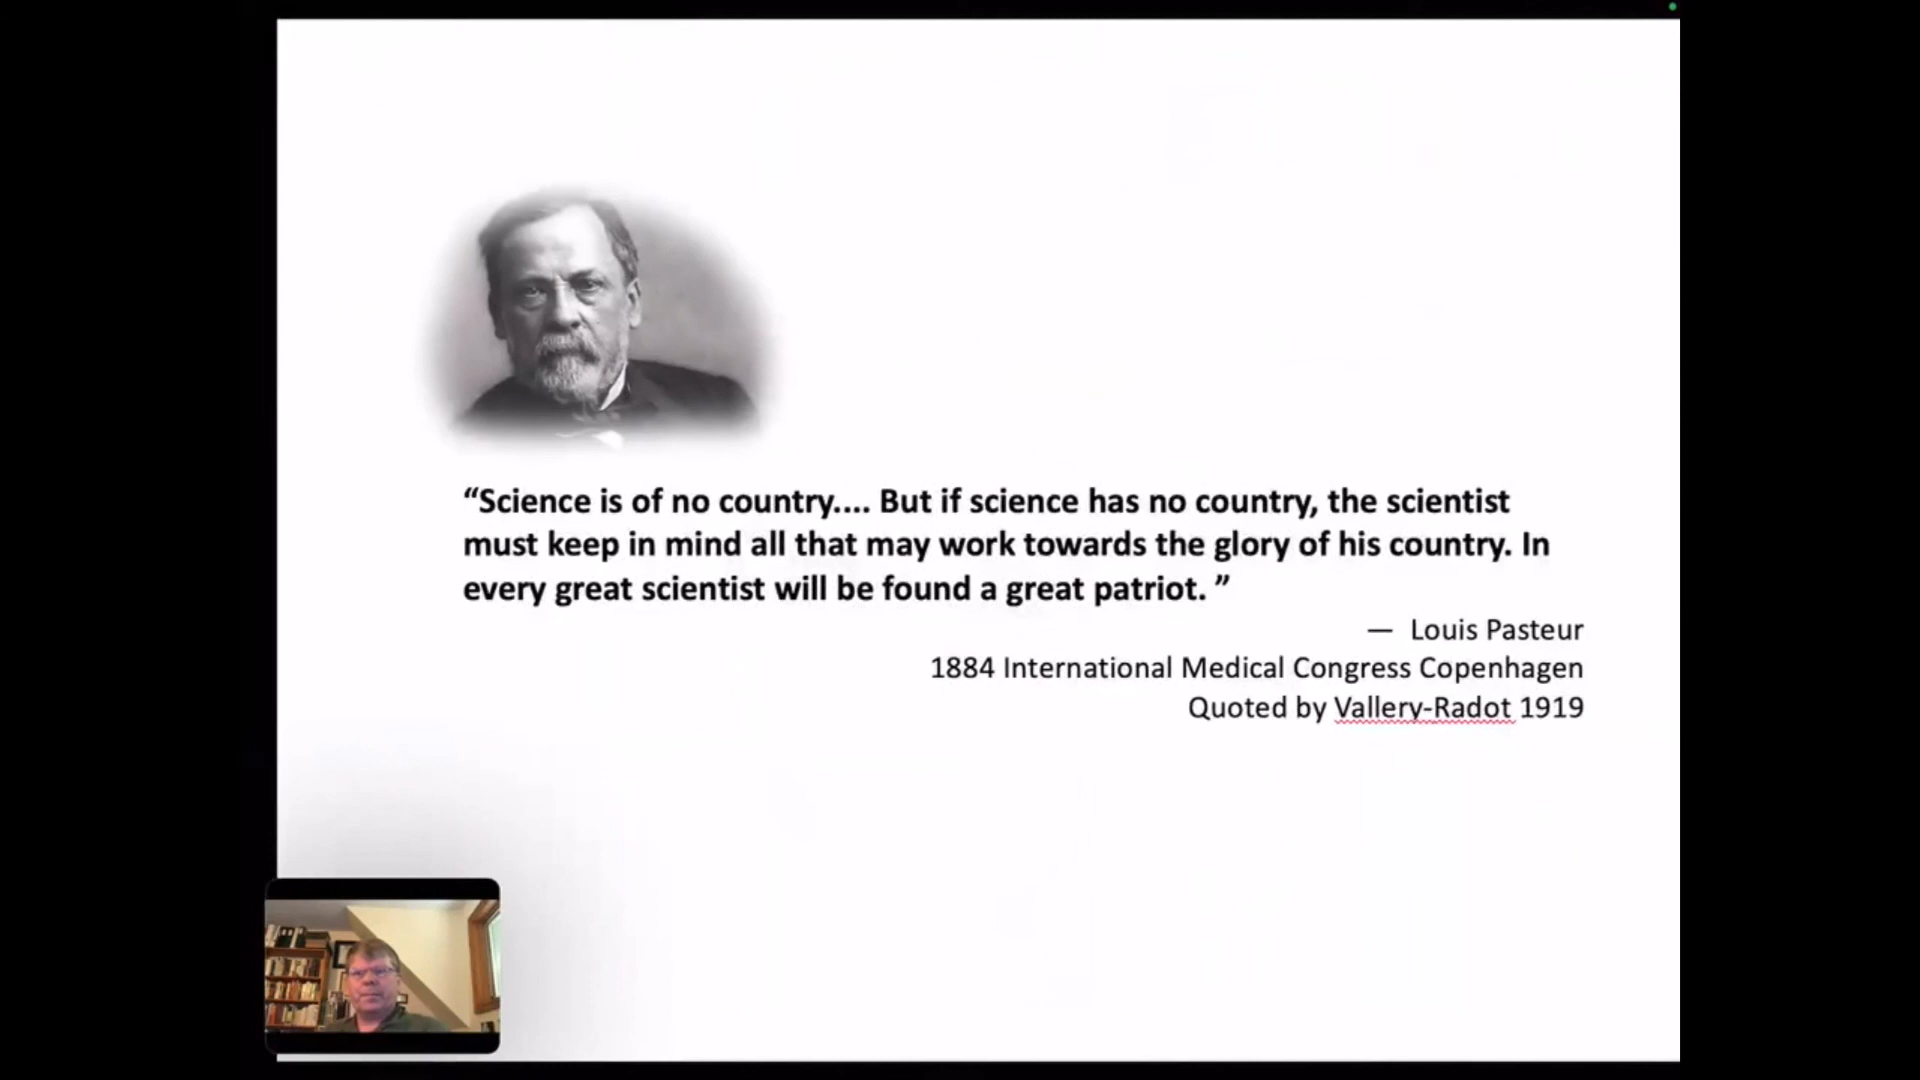 “Science is of no country.... But if science has no country, the scientist
must keep in mind all that may work towards the glory of his country. In
every great scientist will be found a great patriot. ”
— Louis Pasteur
1884 International Medical Congress Copenhagen
Quoted by Vallery-Radot 1919